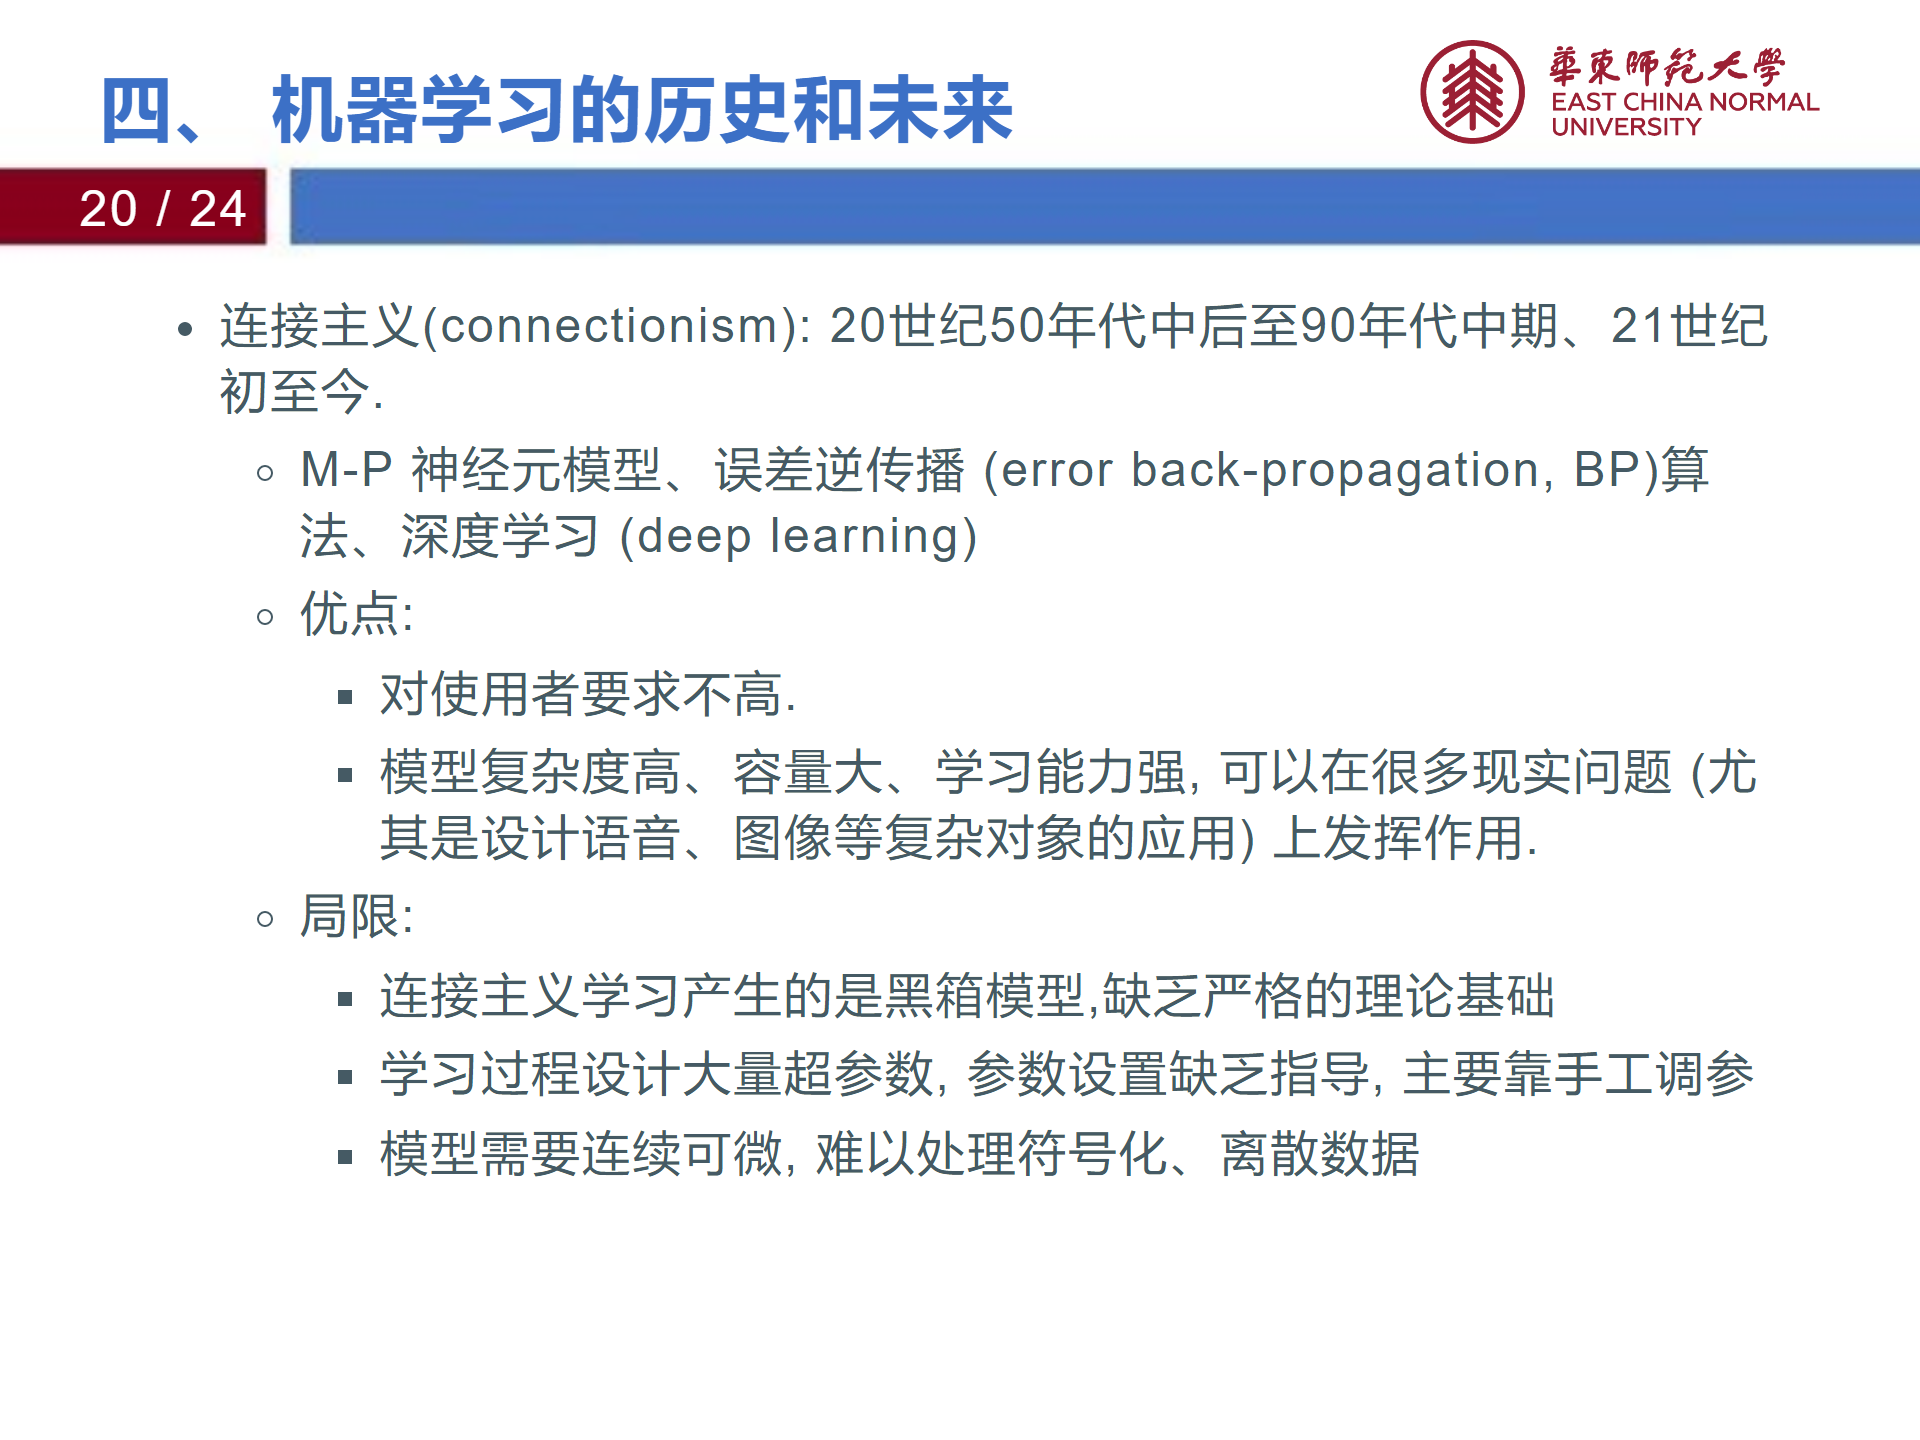 四、 机器学习的历史和未来
華東師範大學
EAST CHINA NORMAL
UNIVERSITY
20 / 24
• 连接主义(connectionism): 20世纪50年代中后至90年代中期、21世纪
初至今.
○ M-P 神经元模型、误差逆传播 (error back-propagation, BP)算
法、深度学习 (deep learning)
○ 优点:
▪ 对使用者要求不高.
▪ 模型复杂度高、容量大、学习能力强, 可以在很多现实问题 (尤
其是设计语音、图像等复杂对象的应用) 上发挥作用.
○ 局限:
▪ 连接主义学习产生的是黑箱模型,缺乏严格的理论基础
▪ 学习过程设计大量超参数, 参数设置缺乏指导, 主要靠手工调参
▪ 模型需要连续可微, 难以处理符号化、离散数据